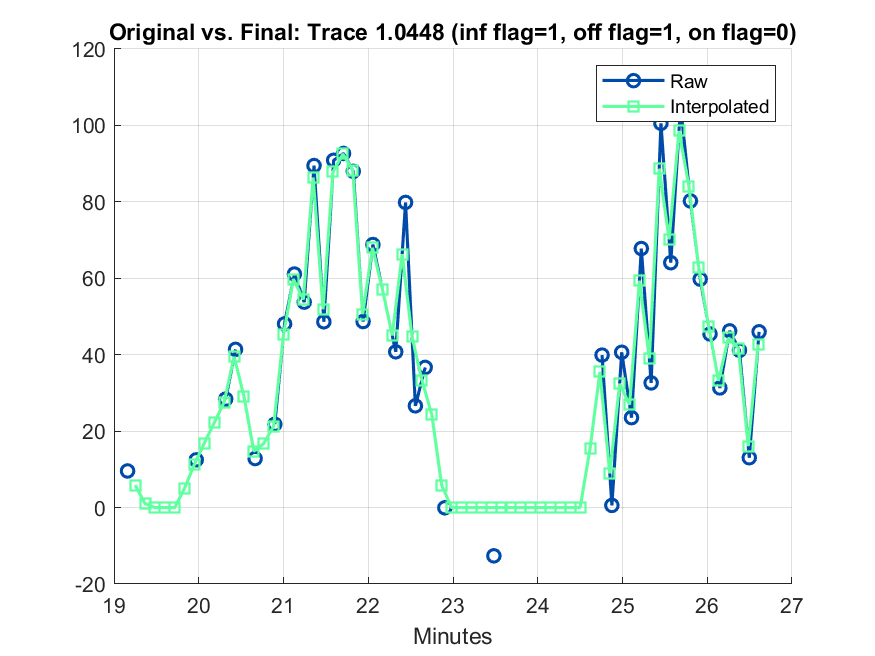 Original vs. Final: Trace 1.0448 (inf flag=1, off flag=1, on flag=0)
120
100
80
60
40
20
0
-20
Raw
Interpolated
19 20 21 22 23 24 25 26 27
Minutes